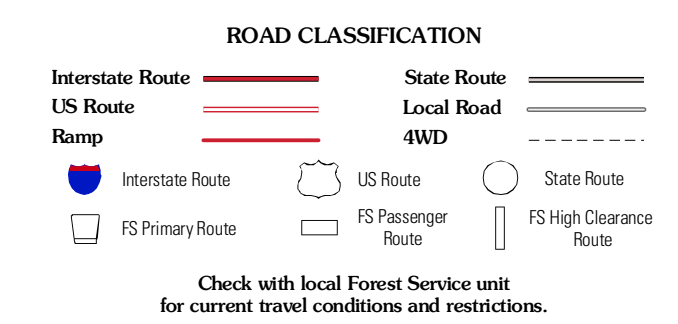 ROAD CLASSIFICATION
Interstate Route
State Route
US Route
Local Road
Ramp
4WD
Interstate Route
US Route
State Route
FS Primary Route
FS Passenger
Route
FS High Clearance
Route
Check with local Forest Service unit
for current travel conditions and restrictions.